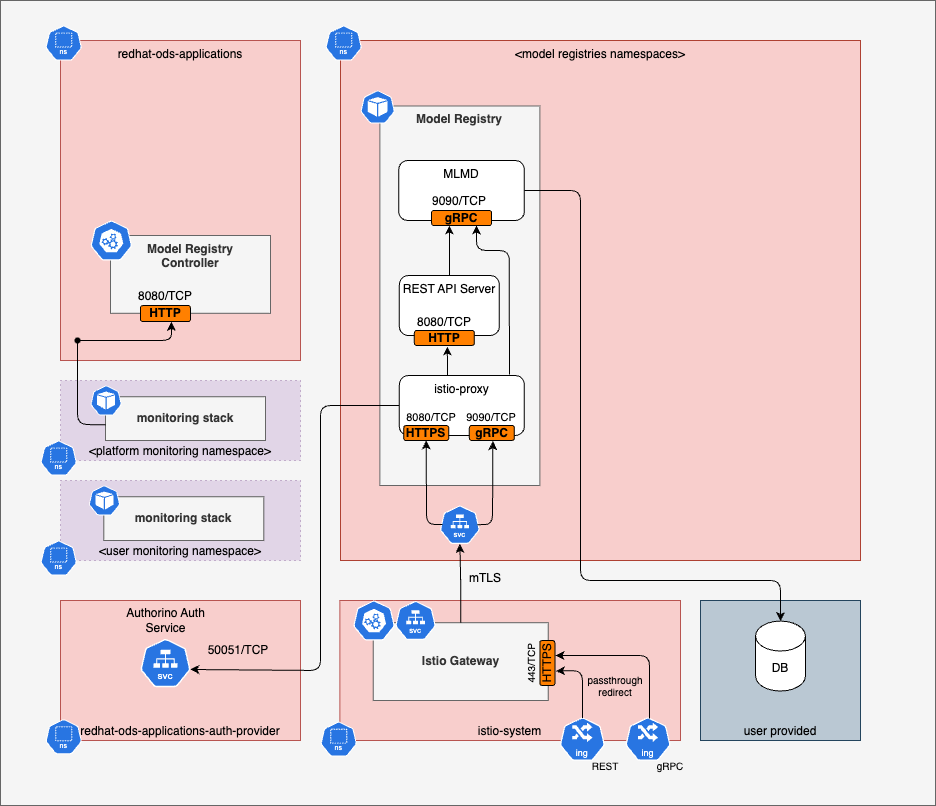 redhat-ods-applications
ns
Model Registry
Controller
8080/TCP
HTTP
monitoring stack
<platform monitoring namespace>
ns
monitoring stack
<user monitoring namespace>
ns
Authorino Auth
Service
svc
50051/TCP
redhat-ods-applications-auth-provider
ns
<model registries namespaces>
ns
Model Registry
MLMD
9090/TCP
gRPC
REST API Server
8080/TCP
HTTP
istio-proxy
8080/TCP 9090/TCP
HTTPS gRPC
svc
mTLS
svc
Istio Gateway
443/TCP
HTTPS
passthrough
redirect
istio-system
ns
ing
REST
ing
gRPC
DB
user provided